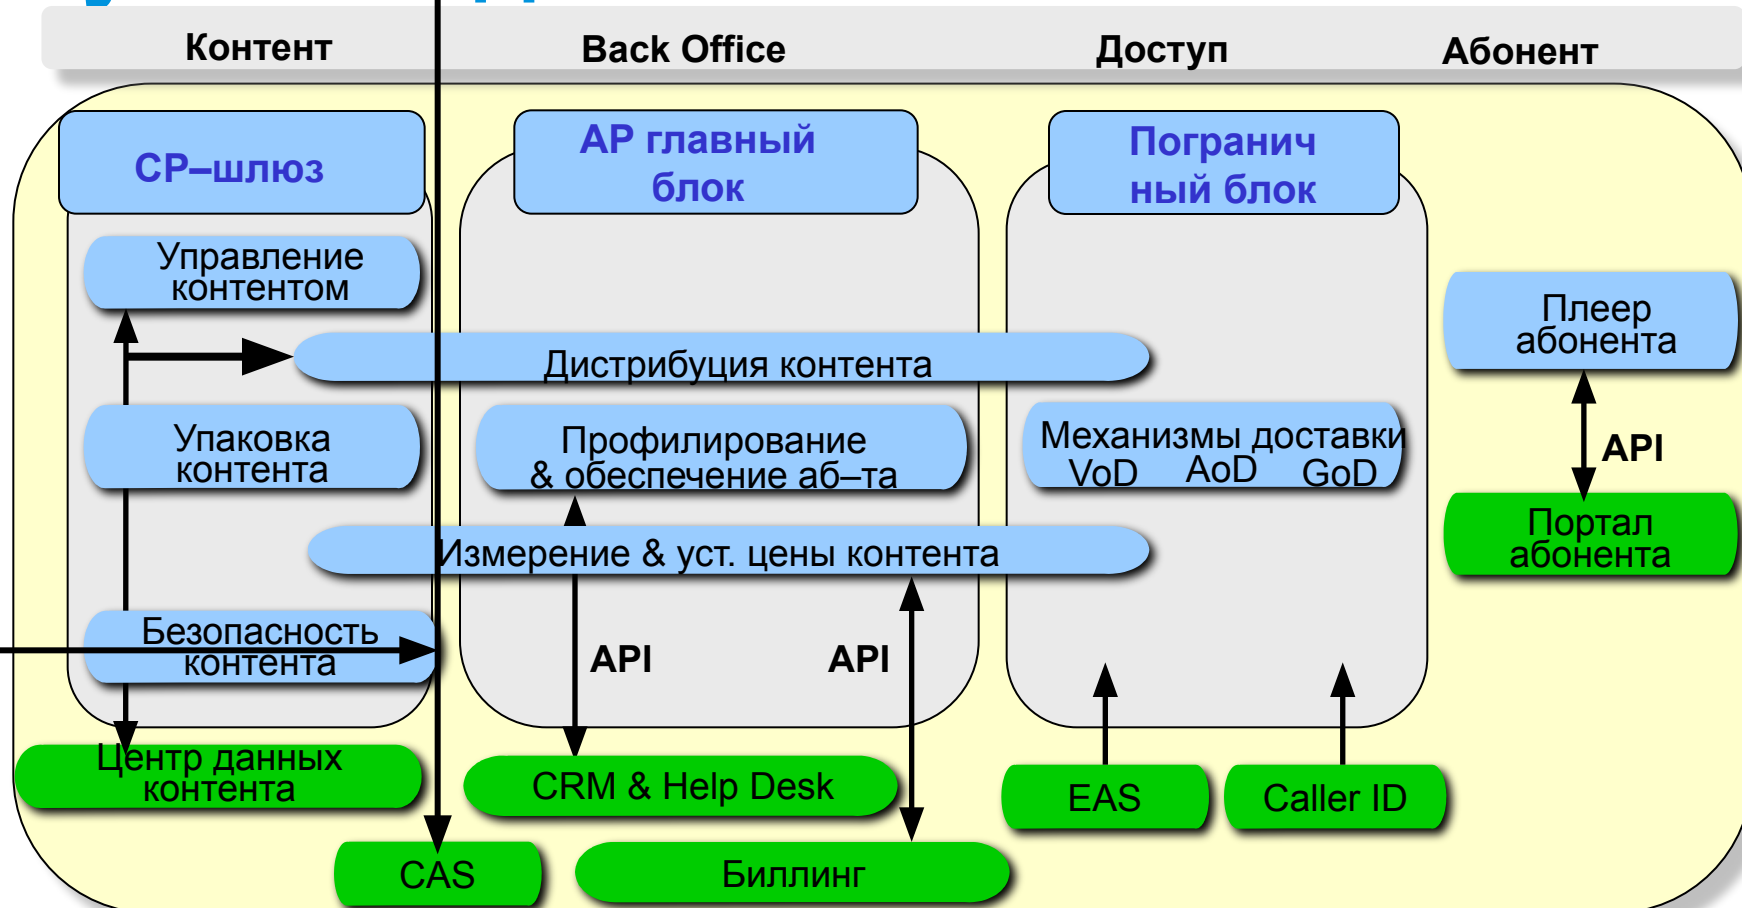 Контент
Back Office
Доступ
Абонент
СР–шлюз
АР главный
блок
Погранич
ный блок
Управление
контентом
Дистрибуция контента
Упаковка
контента
Профилирование
& обеспечение аб–та
Механизмы доставки
VoD AoD GoD
Плеер
абонента
API
Портал
абонента
Измерение & уст. цены контента
Безопасность
контента
API
API
Центр данных
контента
CRM & Help Desk
EAS
Caller ID
CAS
Биллинг